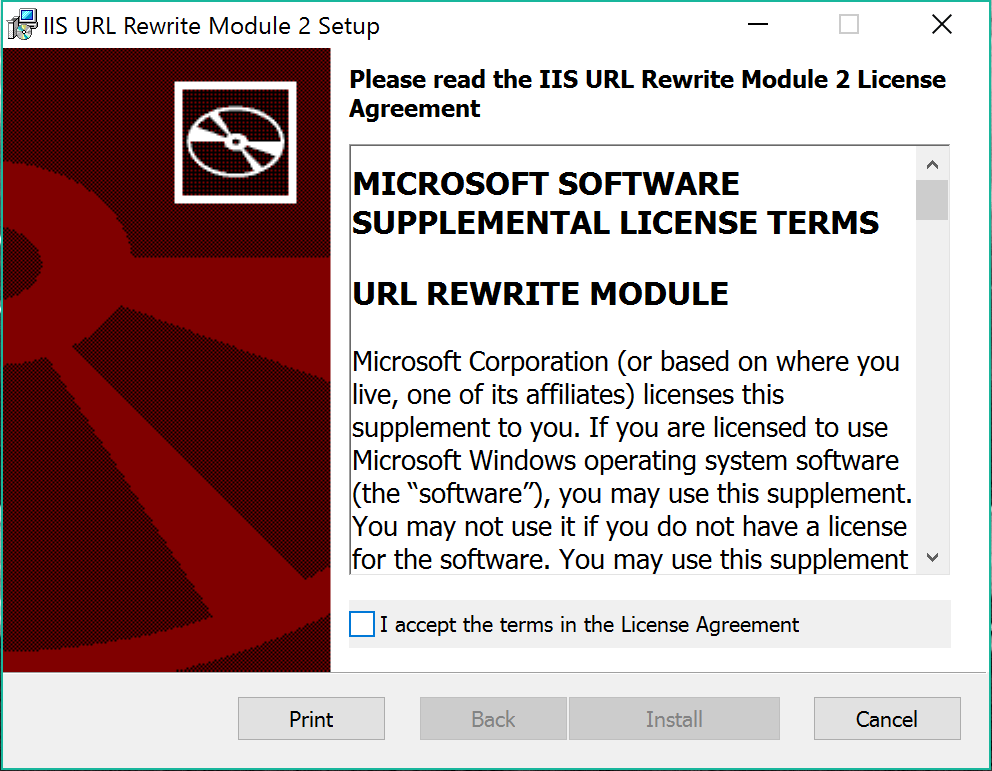 IIS URL Rewrite Module 2 Setup
Please read the IIS URL Rewrite Module 2 License
Agreement
MICROSOFT SOFTWARE
SUPPLEMENTAL LICENSE TERMS
URL REWRITE MODULE
Microsoft Corporation (or based on where you
live, one of its affiliates) licenses this
supplement to you. If you are licensed to use
Microsoft Windows operating system software
(the “software”), you may use this supplement.
You may not use it if you do not have a license
for the software. You may use this supplement
I accept the terms in the License Agreement
Print
Back
Install
Cancel